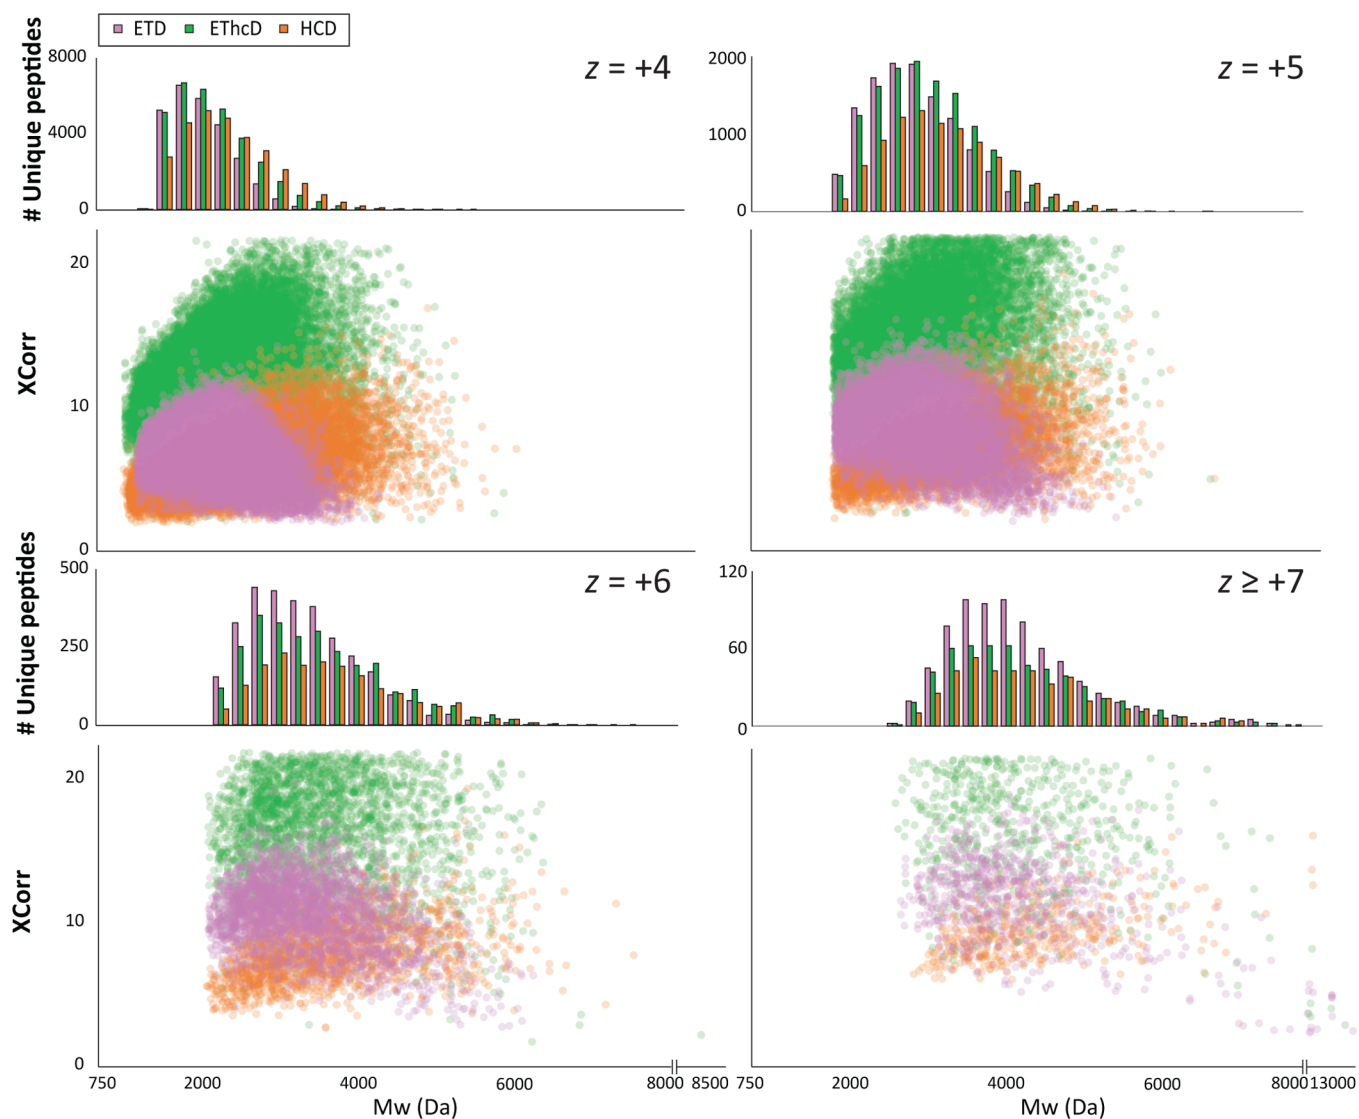 ETD EThcD HCD
# Unique peptides
8000
4000
0
z = +4
2000
1000
0
z = +5
XCorr
20
10
0
# Unique peptides
500
250
0
z = +6
120
60
0
z ≥ +7
XCorr
20
10
0
750 2000 4000 6000 8000 8500
750 2000 4000 6000 8000 13000
Mw (Da)
Mw (Da)